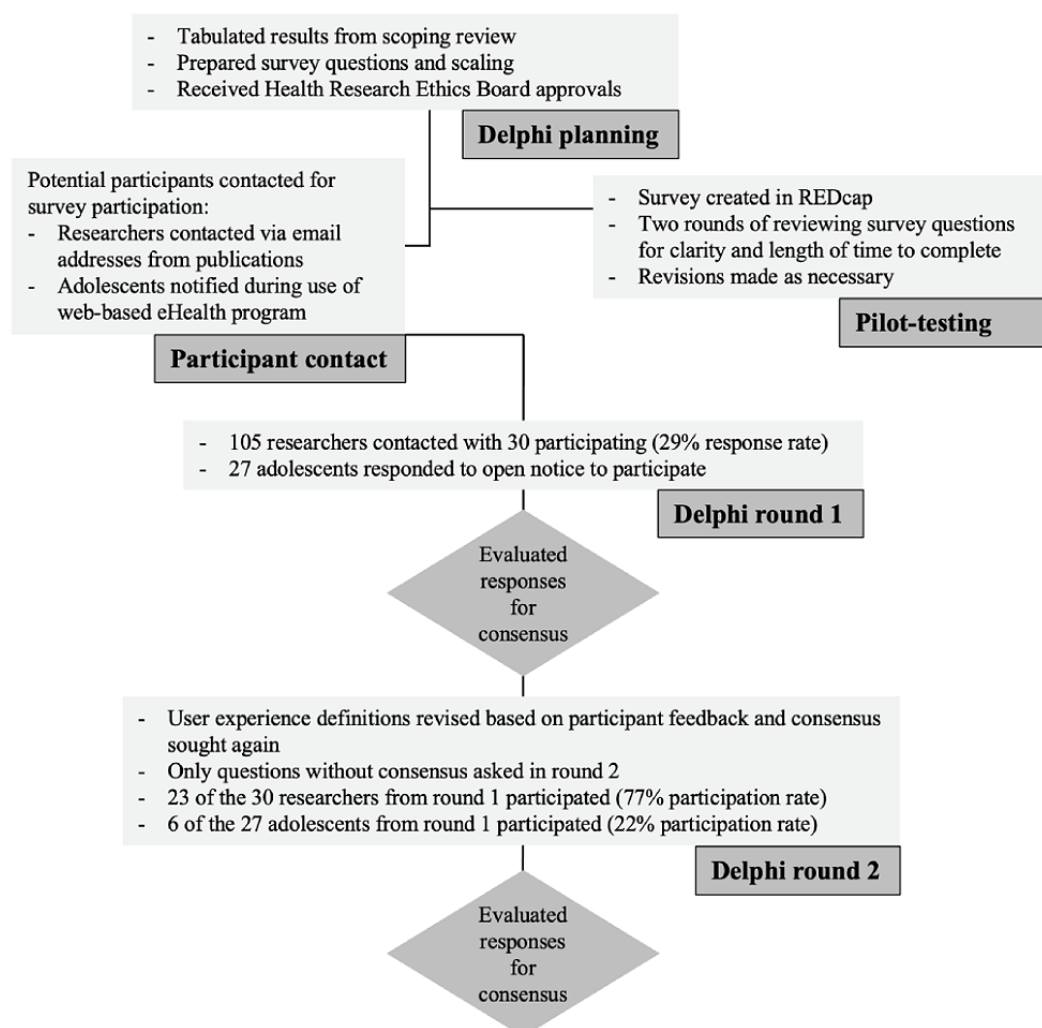 - Tabulated results from scoping review
- Prepared survey questions and scaling
- Received Health Research Ethics Board approvals
Delphi planning
Potential participants contacted for
survey participation:
- Researchers contacted via email
addresses from publications
- Adolescents notified during use of
web-based eHealth program
Participant contact
- Survey created in REDcap
- Two rounds of reviewing survey questions
for clarity and length of time to complete
- Revisions made as necessary
Pilot-testing
- 105 researchers contacted with 30 participating (29% response rate)
- 27 adolescents responded to open notice to participate
Delphi round 1
Evaluated
responses
for
consensus
- User experience definitions revised based on participant feedback and consensus
sought again
- Only questions without consensus asked in round 2
- 23 of the 30 researchers from round 1 participated (77% participation rate)
- 6 of the 27 adolescents from round 1 participated (22% participation rate)
Delphi round 2
Evaluated
responses
for
consensus